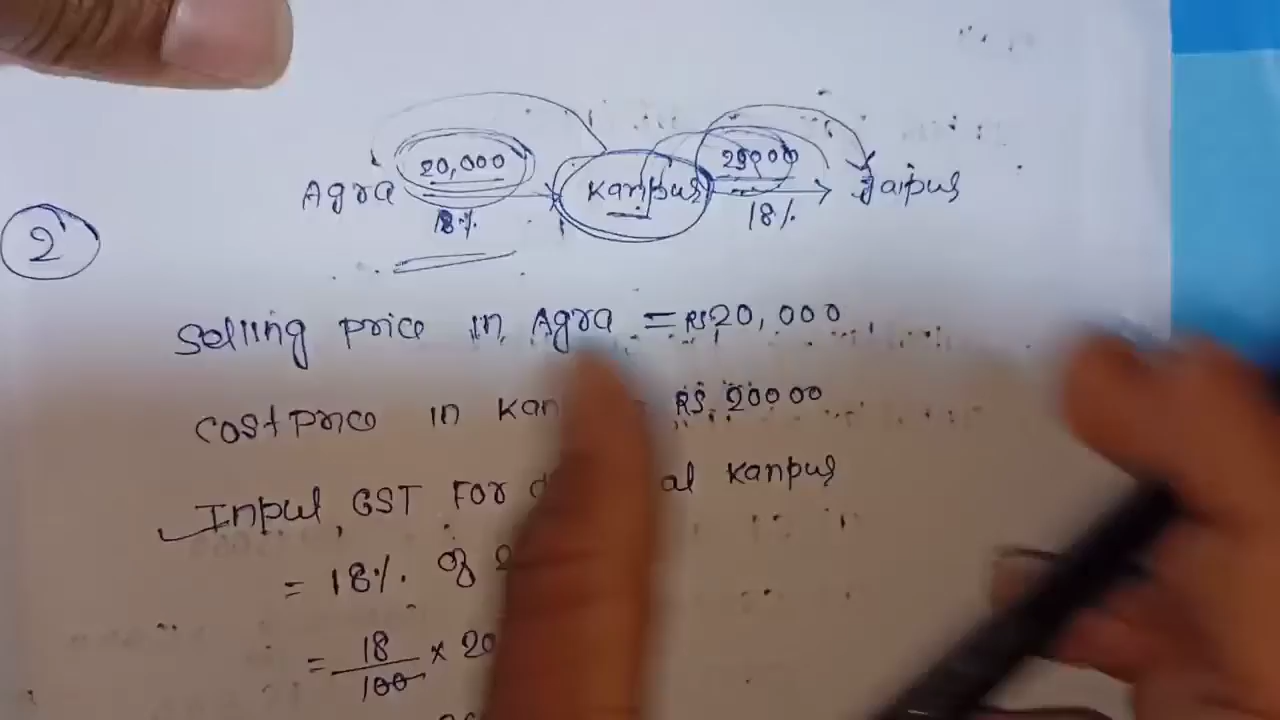 Agra 20,000 Kanpur 25000 Jaipur
18% 18%
2
Selling price in Agra = RS 20,000
Cost price in Kan RS. 20000
Input GST For d at Kanpur
= 18% of 2
= 18/100 × 20